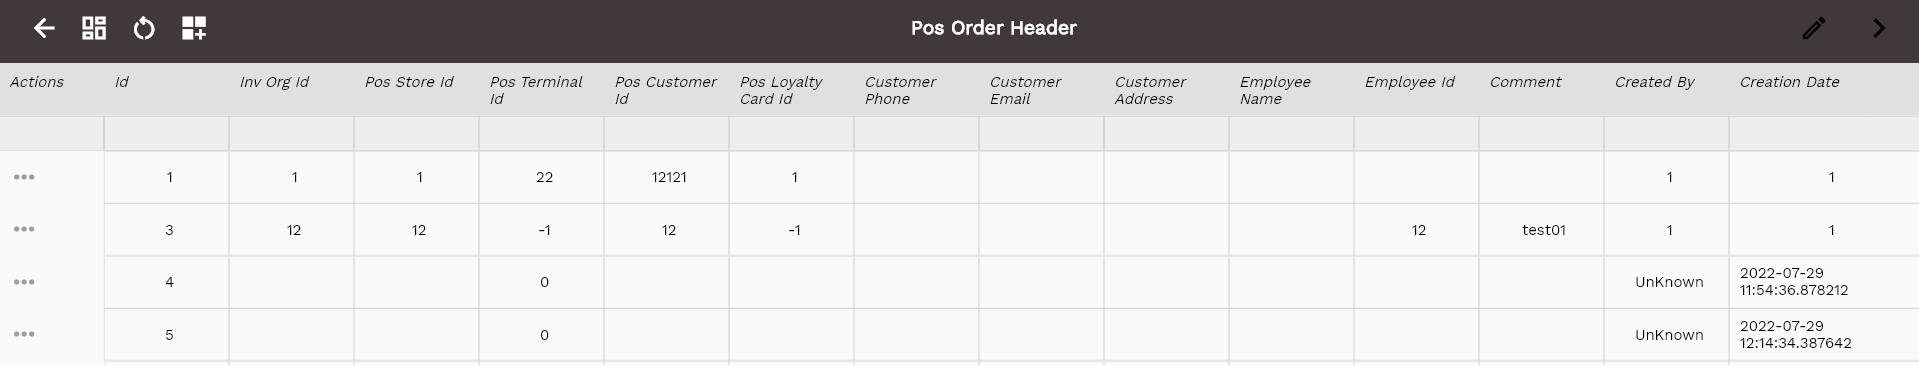 Pos Order Header
Actions Id Inv Org Id Pos Store Id Pos Terminal Id Pos Customer Id Pos Loyalty Card Id Customer Phone Customer Email Customer Address Employee Name Employee Id Comment Created By Creation Date
1 1 1 22 12121 1 1 1
3 12 12 -1 12 -1 12 test01 1 1
4 0 UnKnown 2022-07-29 11:54:36.878212
5 0 UnKnown 2022-07-29 12:14:34.387642